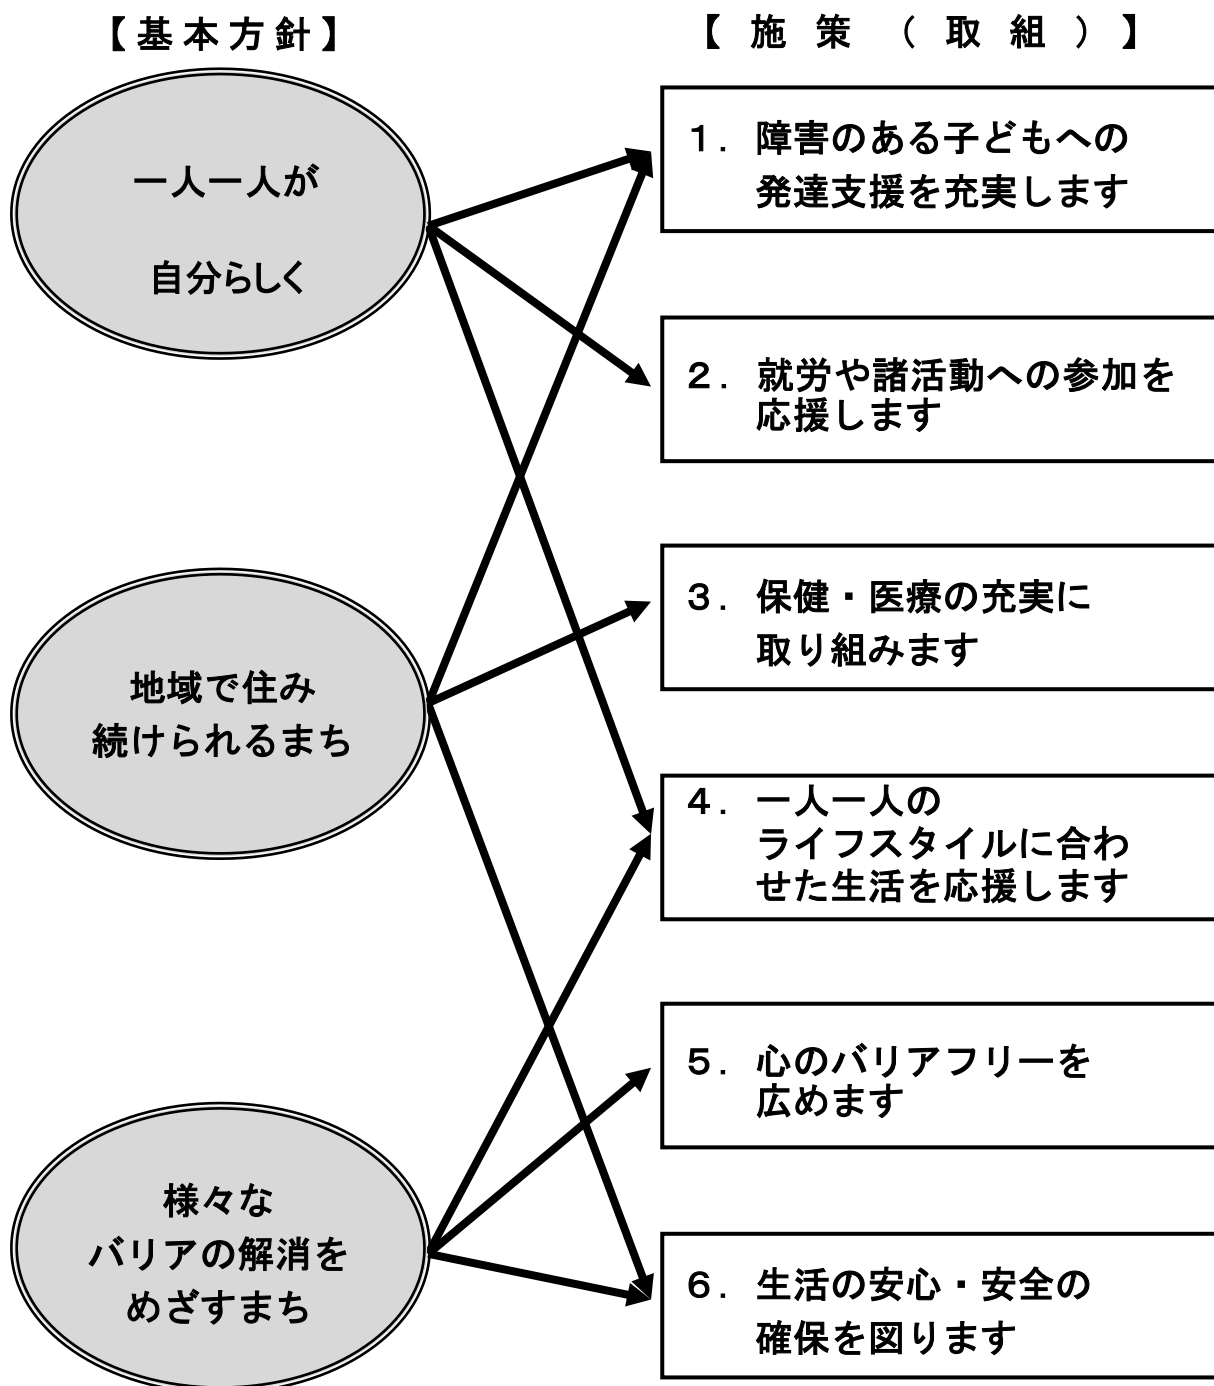 【基本方針】
【施策（取組）】
一人一人が
自分らしく
地域で住み
続けられるまち
様々な
バリアの解消を
めざすまち
１．障害のある子どもへの
発達支援を充実します
２．就労や諸活動への参加を
応援します
３．保健・医療の充実に
取り組みます
４．一人一人の
ライフスタイルに合わ
せた生活を応援します
５．心のバリアフリーを
広めます
６．生活の安心・安全の
確保を図ります